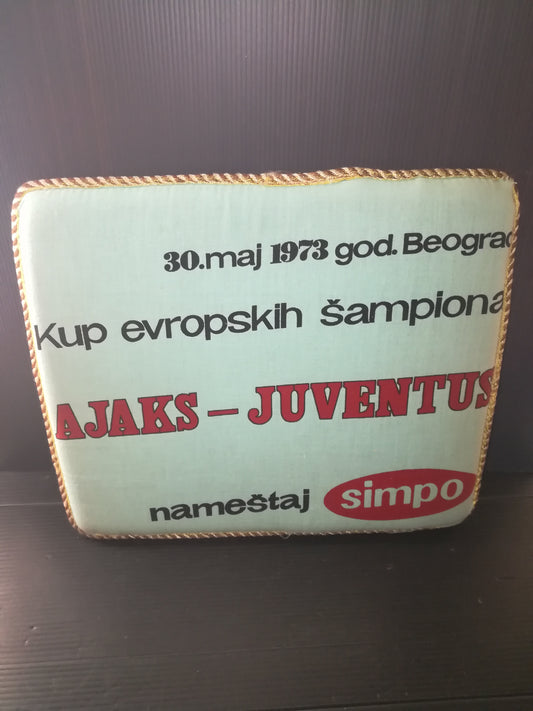 30.maj 1973 god. Beograd
Kup evropskih šampiona
AJAKS – JUVENTUS
nameštaj simpo